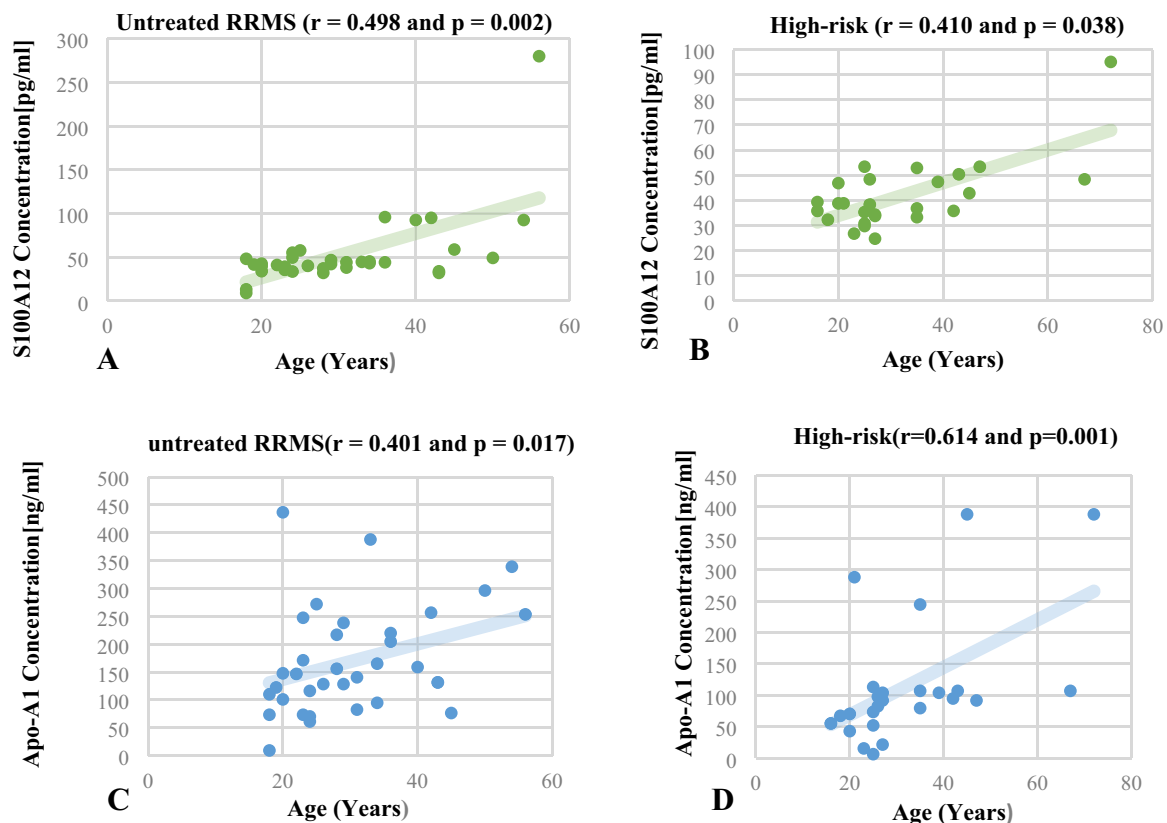 Untreated RRMS (r = 0.498 and p = 0.002)
S100A12 Concentration[pg/ml]
300
250
200
150
100
50
0
0 20 40 60
A
Age (Years)
High-risk (r = 0.410 and p = 0.038)
S100A12 Concentration[pg/ml]
100
90
80
70
60
50
40
30
20
10
0
0 20 40 60 80
B
Age (Years)
untreated RRMS(r = 0.401 and p = 0.017)
Apo-A1 Concentration[ng/ml]
500
450
400
350
300
250
200
150
100
50
0
0 20 40 60
C
Age (Years)
High-risk(r=0.614 and p=0.001)
Apo-A1 Concentration[ng/ml]
450
400
350
300
250
200
150
100
50
0
0 20 40 60 80
D
Age (Years)